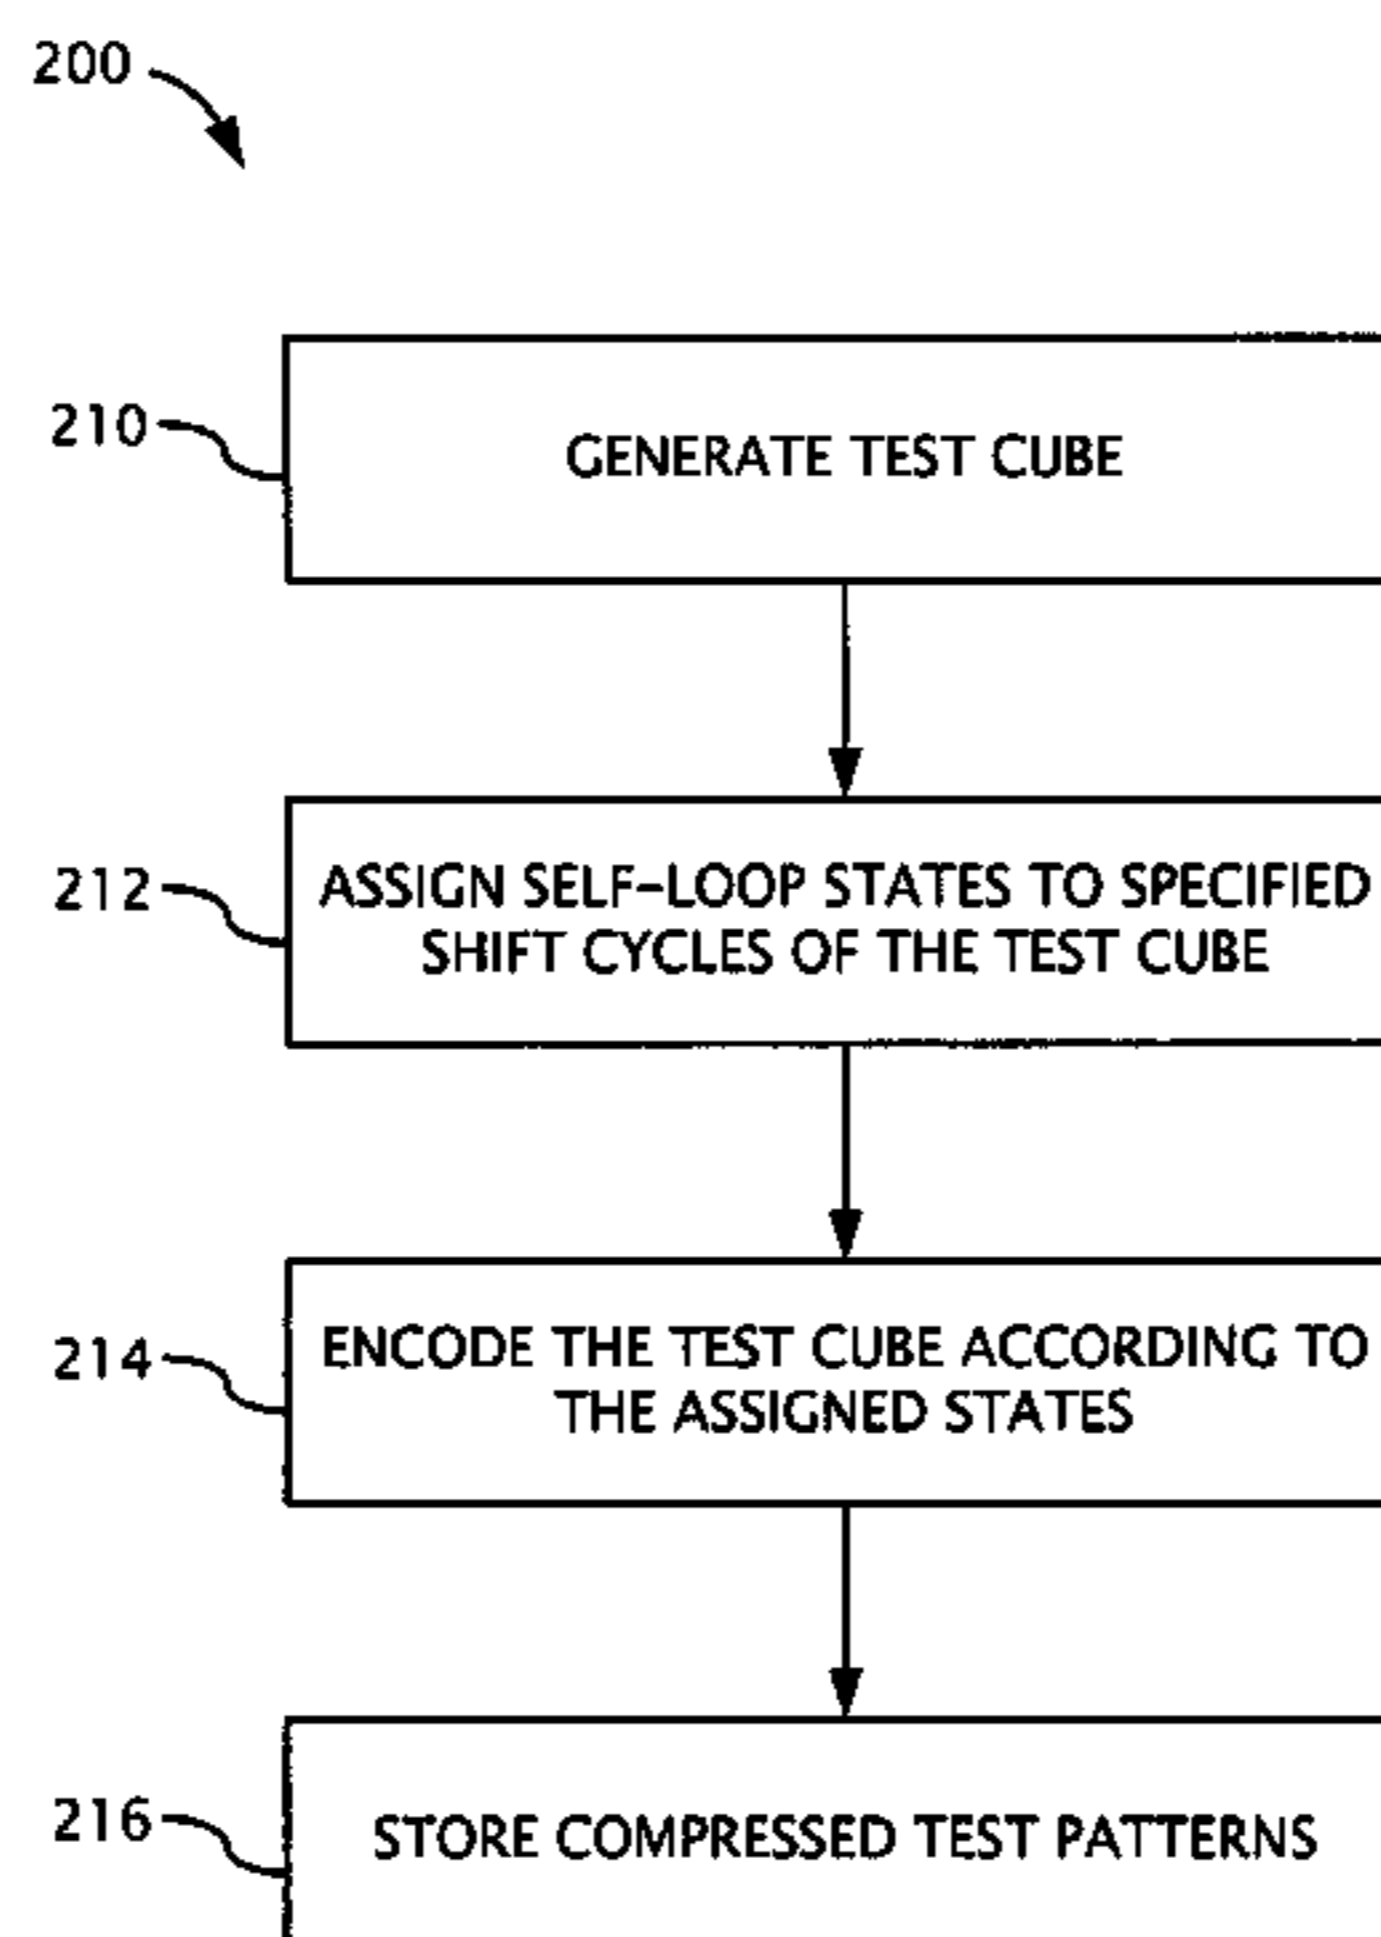 200
210
GENERATE TEST CUBE
212
ASSIGN SELF-LOOP STATES TO SPECIFIED
SHIFT CYCLES OF THE TEST CUBE
214
ENCODE THE TEST CUBE ACCORDING TO
THE ASSIGNED STATES
216
STORE COMPRESSED TEST PATTERNS